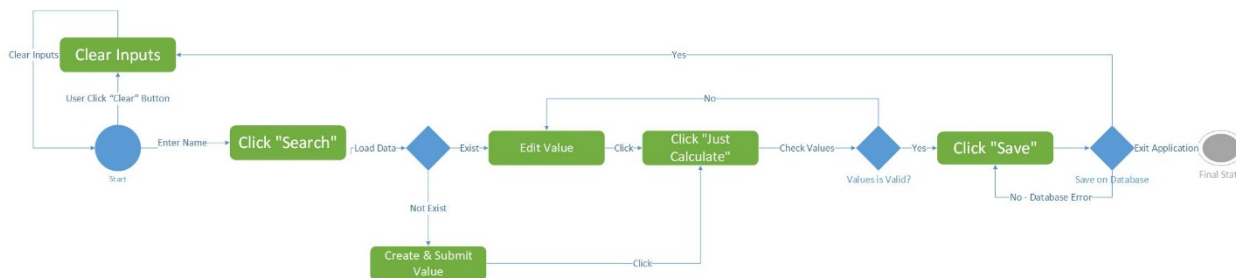 Clear Inputs
Clear Inputs
Yes
User Click "Clear" Button
No
Enter Name
Click "Search"
Load Data
Exist
Edit Value
Click
Click "Just
Calculate"
Check Values
Yes
Click "Save"
Exit Application
Start
Values is Valid?
Save on Database
Final Stat
No - Database Error
Not Exist
Create & Submit
Value
Click